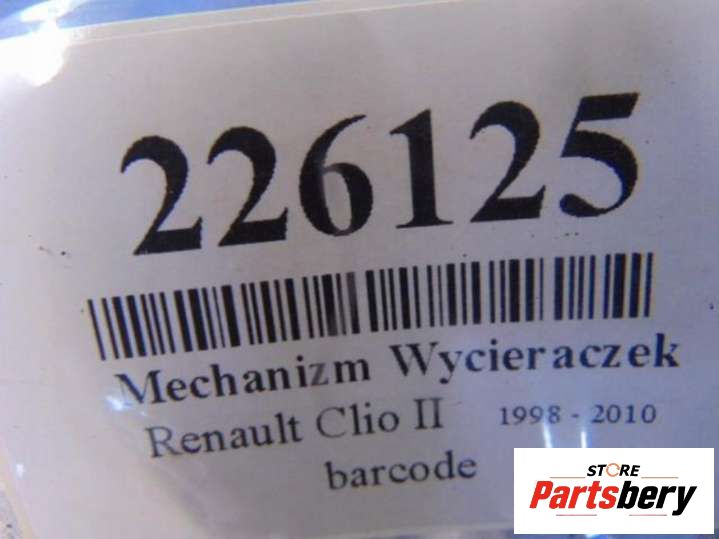 226125
Mechanizm Wycieraczek
Renault Clio II 1998 - 2010
barcode
STORE
Partsbery